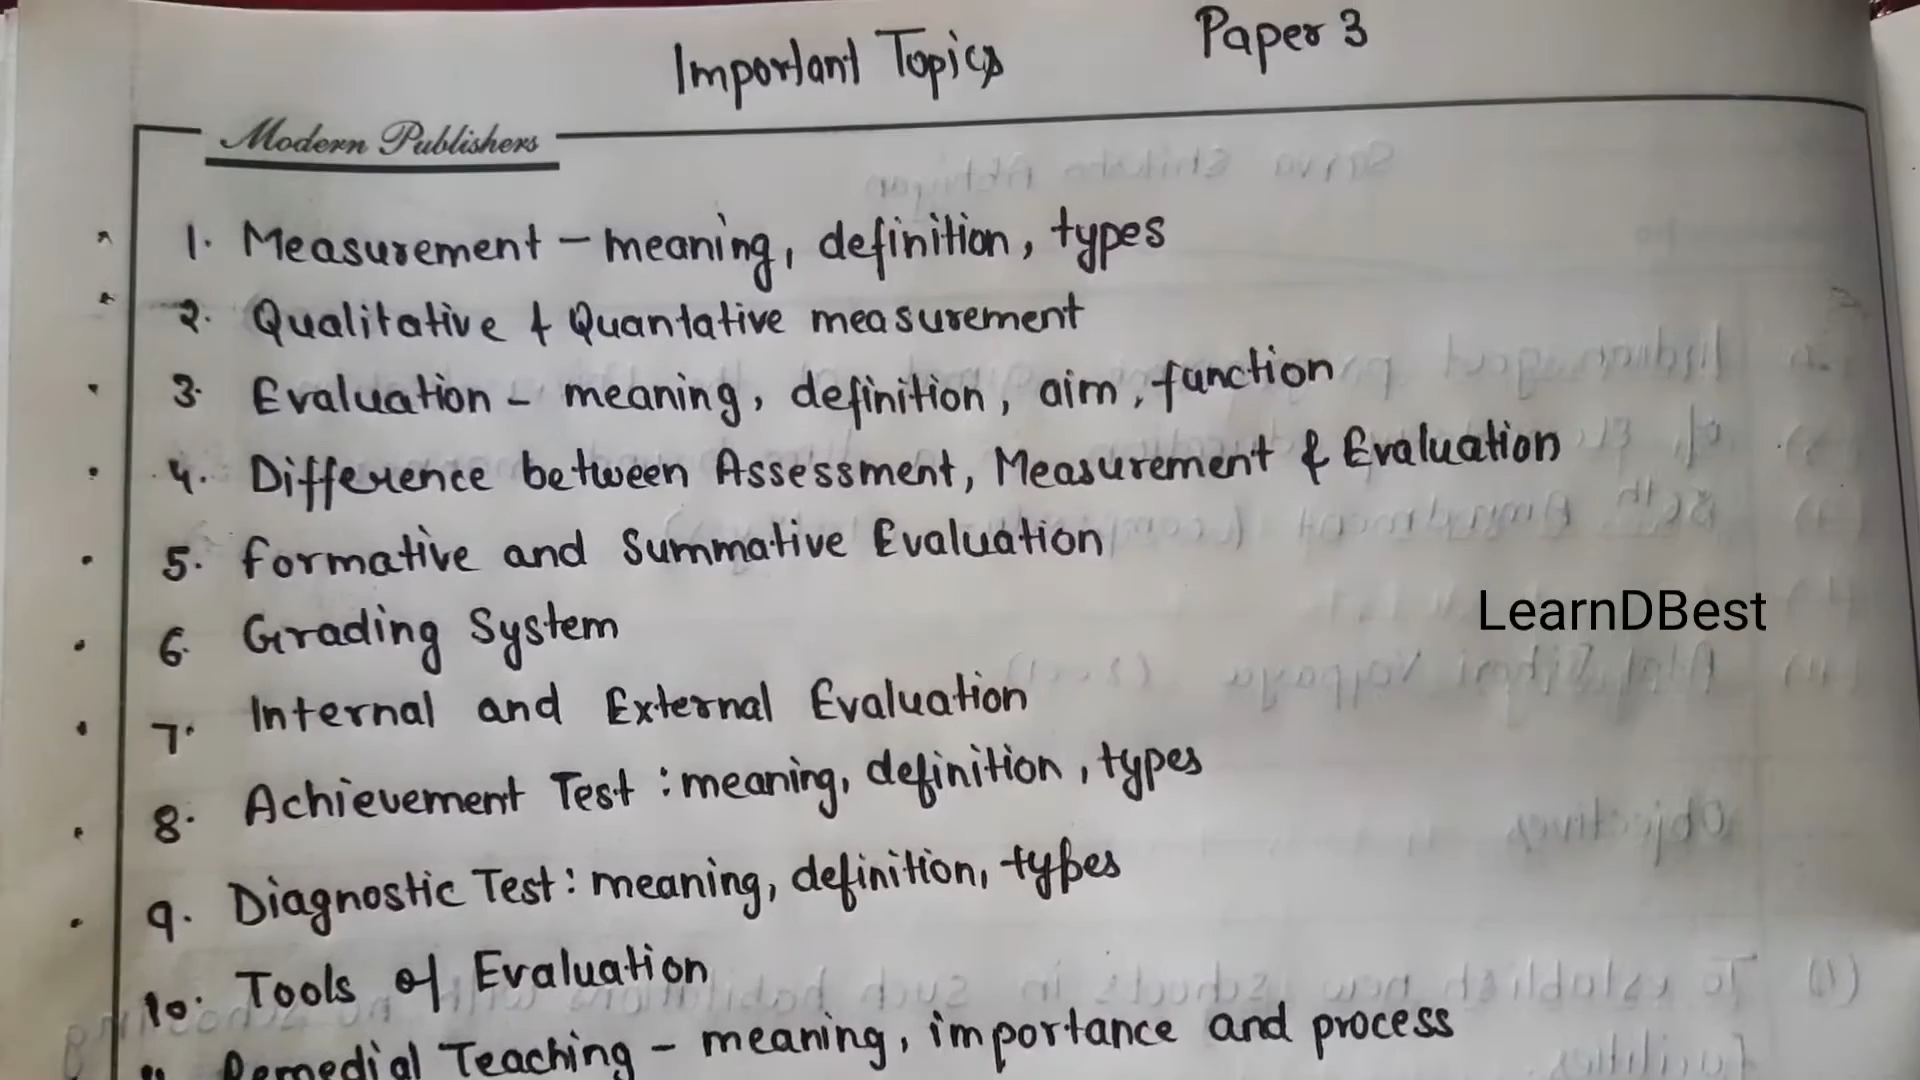 Important Topics Paper 3
Modern Publishers
1. Measurement - meaning, definition, types
2. Qualitative & Quantative measurement
3. Evaluation - meaning, definition, aim, function
4. Difference between Assessment, Measurement & Evaluation
5. Formative and Summative Evaluation
LearnDBest
6. Grading System
7. Internal and External Evaluation
8. Achievement Test : meaning, definition, types
9. Diagnostic Test : meaning, definition, types
10. Tools of Evaluation
11. Remedial Teaching - meaning, importance and process